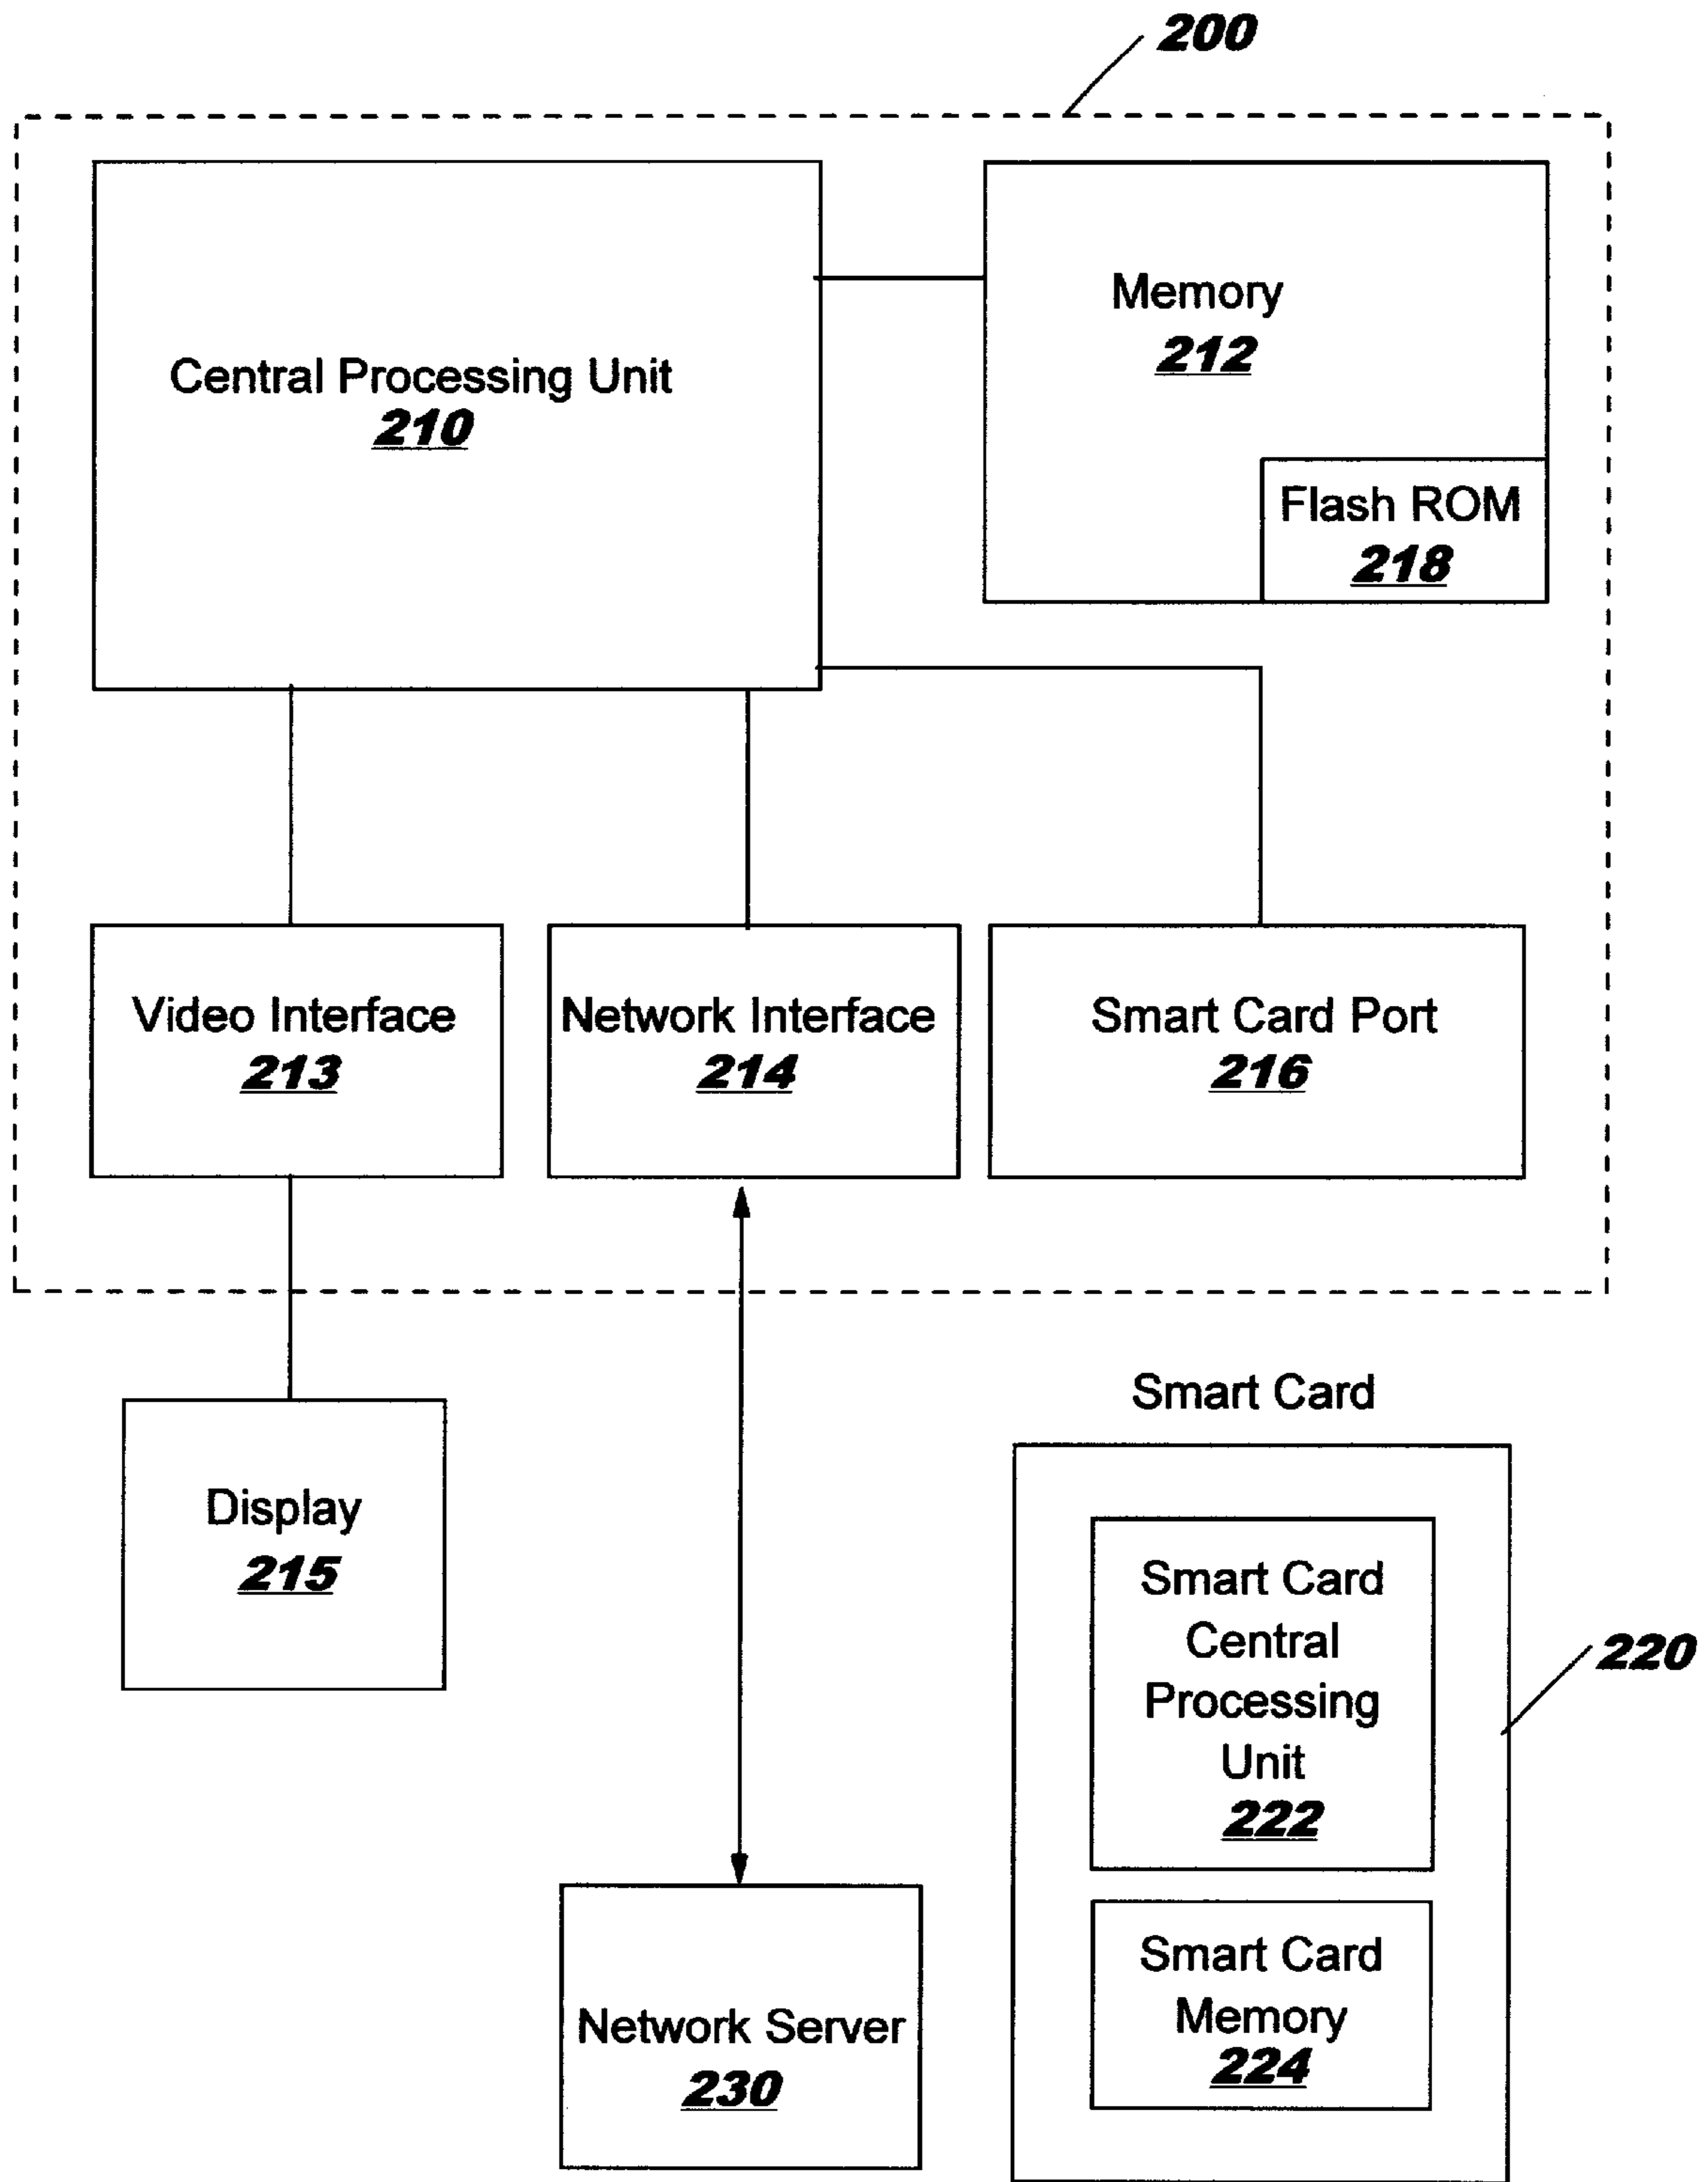 200
Central Processing Unit
210
Memory
212
Flash ROM
218
Video Interface
213
Network Interface
214
Smart Card Port
216
Display
215
Smart Card
Smart Card
Central
Processing
Unit
222
220
Smart Card
Memory
224
Network Server
230